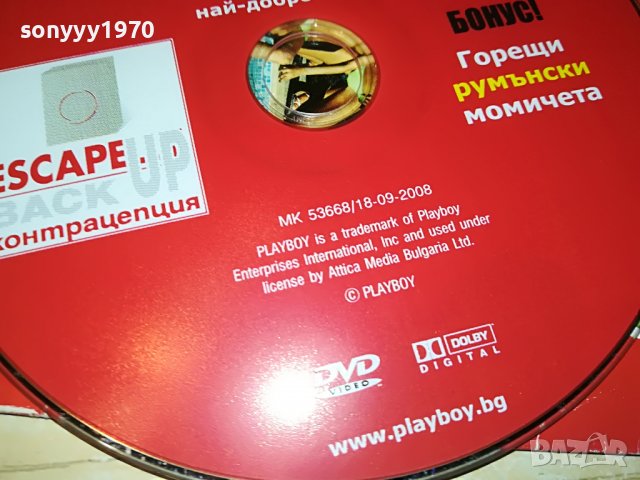 sonyyy1970
най-добре
БОНУС!
Горещи
румънски
момичета
ESCAPE
BACK UP
контрацепция
MK 53668/18-09-2008
PLAYBOY is a trademark of Playboy
Enterprises International, Inc and used under
license by Attica Media Bulgaria Ltd.
© PLAYBOY
DVD
VIDEO
DOLBY
DIGITAL
www.playboy.bg
BAZAR